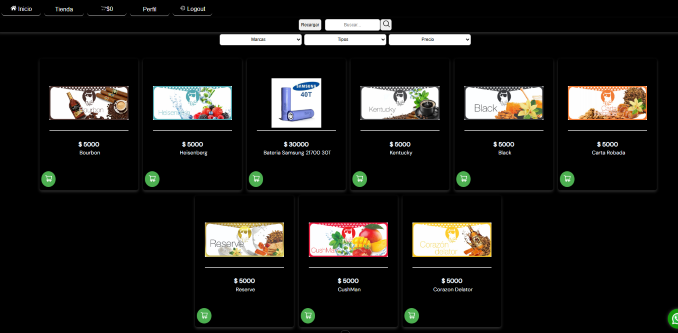 Inicio
Tienda
$0
Perfil
Logout
Recargar
Buscar...
Marcas
Tipos
Precio
SAMSUNG
40T
Kentucky
Black
$ 5000
Bourbon
$ 5000
Heisenberg
$ 30000
Bateria Samsung 21700 30T
$ 5000
Kentucky
$ 5000
Black
$ 5000
Carta Robada
Reserve
CushMan
Corazón
delator
$ 5000
Reserve
$ 5000
CushMan
$ 5000
Corazon Delator